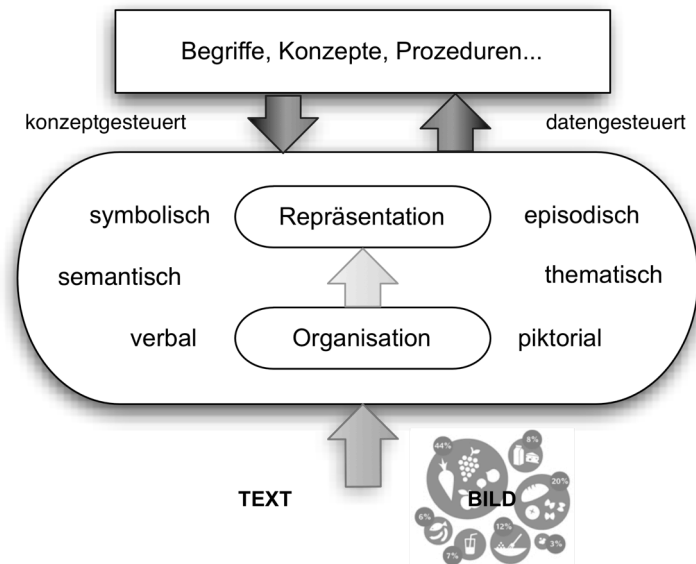 Begriffe, Konzepte, Prozeduren...
konzeptgesteuert
datengesteuert
symbolisch
Repräsentation
episodisch
semantisch
thematisch
verbal
Organisation
piktorial
44%
8%
TEXT
BILD
20%
6%
12%
7%
3%